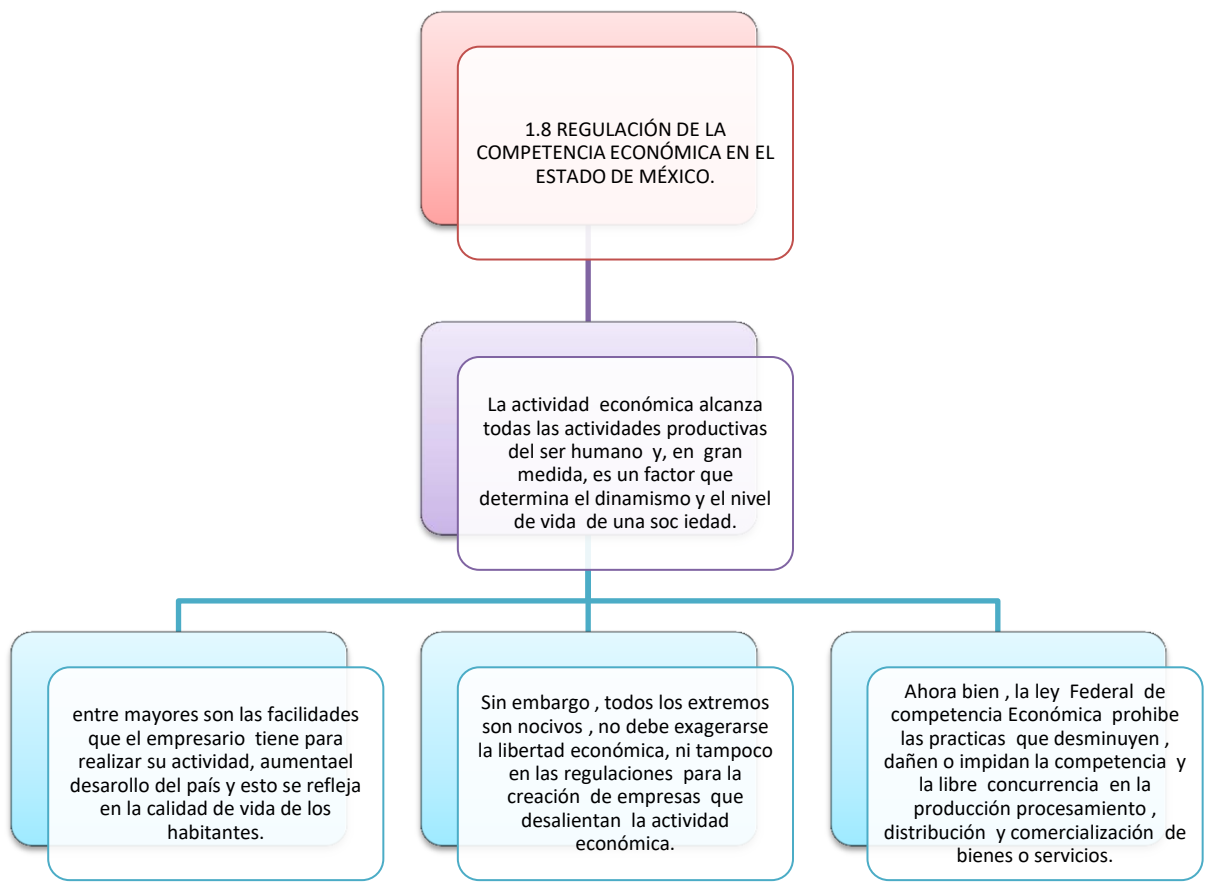 1.8 REGULACIÓN DE LA
COMPETENCIA ECONÓMICA EN EL
ESTADO DE MÉXICO.
La actividad económica alcanza
todas las actividades productivas
del ser humano y, en gran
medida, es un factor que
determina el dinamismo y el nivel
de vida de una soc iedad.
entre mayores son las facilidades
que el empresario tiene para
realizar su actividad, aumentael
desarollo del país y esto se refleja
en la calidad de vida de los
habitantes.
Sin embargo , todos los extremos
son nocivos , no debe exagerarse
la libertad económica, ni tampoco
en las regulaciones para la
creación de empresas que
desalientan la actividad
económica.
Ahora bien , la ley Federal de
competencia Económica prohibe
las practicas que desminuyen ,
dañen o impidan la competencia y
la libre concurrencia en la
producción procesamiento ,
distribución y comercialización de
bienes o servicios.